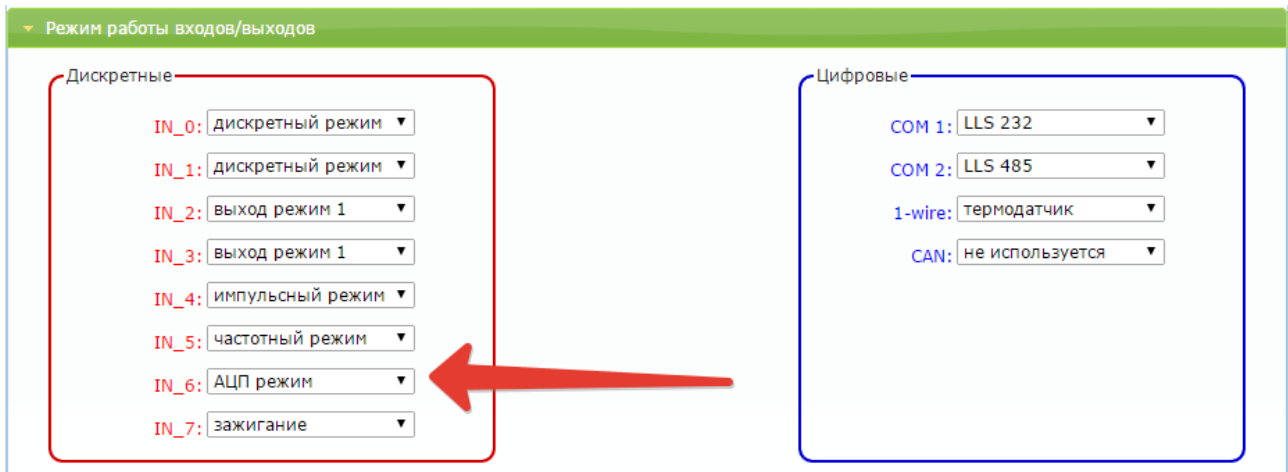 Режим работы входов/выходов
Дискретные
IN_0: дискретный режим
IN_1: дискретный режим
IN_2: выход режим 1
IN_3: выход режим 1
IN_4: импульсный режим
IN_5: частотный режим
IN_6: АЦП режим
IN_7: зажигание
Цифровые
COM 1: LLS 232
COM 2: LLS 485
1-wire: термодатчик
CAN: не используется